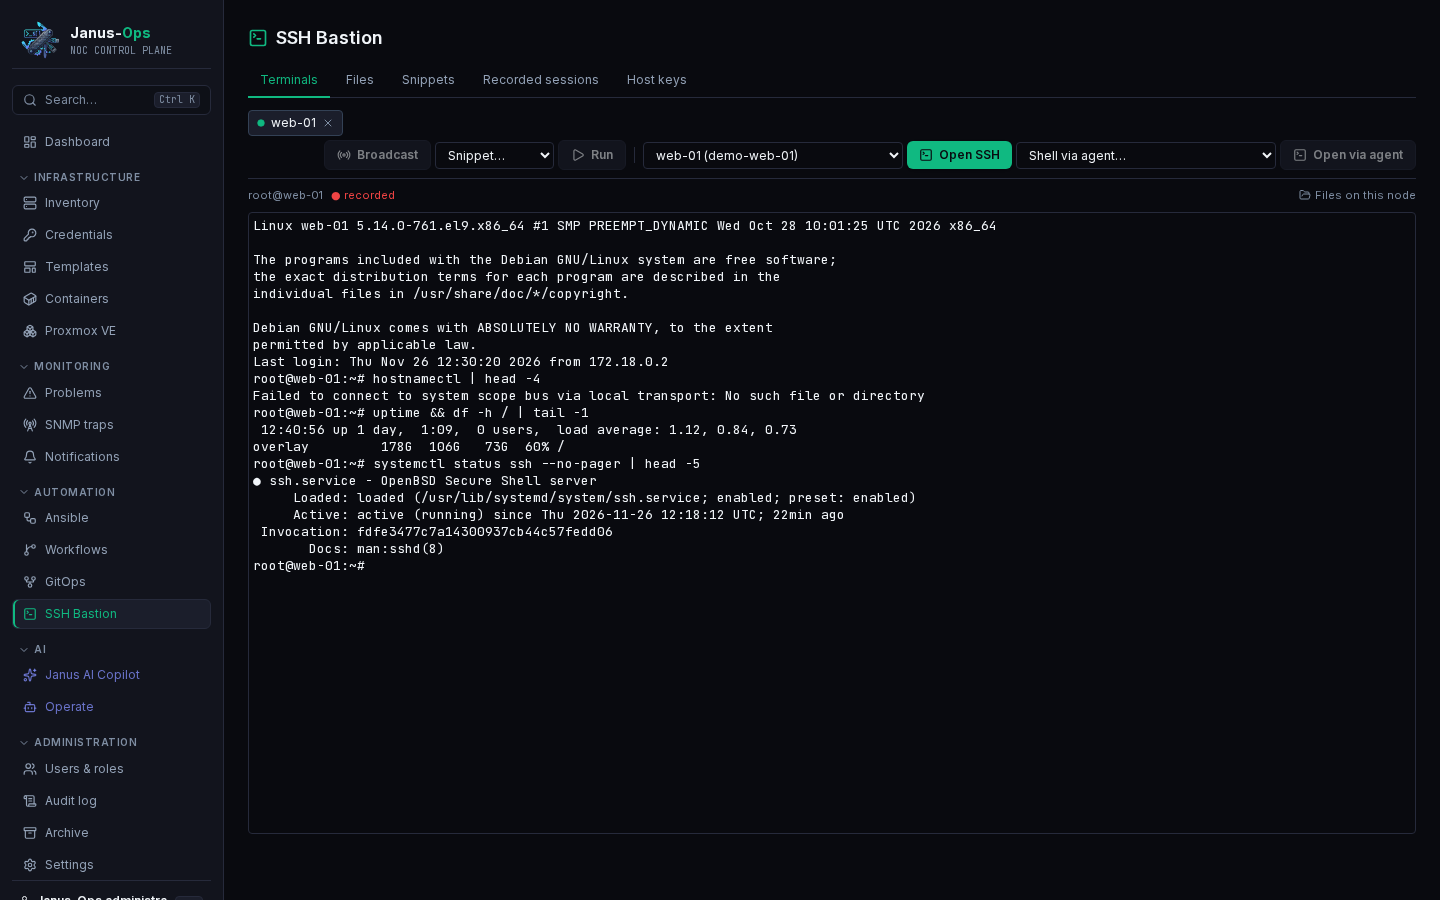 Janus-Ops
NOC CONTROL PLANE
Search…
Ctrl K
Dashboard
INFRASTRUCTURE
Inventory
Credentials
Templates
Containers
Proxmox VE
MONITORING
Problems
SNMP traps
Notifications
AUTOMATION
Ansible
Workflows
GitOps
SSH Bastion
AI
Janus AI Copilot
Operate
ADMINISTRATION
Users & roles
Audit log
Archive
Settings
Janus-Ops administra
SSH Bastion
Terminals Files Snippets Recorded sessions Host keys
web-01
Broadcast Snippet… Run web-01 (demo-web-01) Open SSH Shell via agent… Open via agent
root@web-01 ● recorded Files on this node
Linux web-01 5.14.0-761.el9.x86_64 #1 SMP PREEMPT_DYNAMIC Wed Oct 28 10:01:25 UTC 2026 x86_64
The programs included with the Debian GNU/Linux system are free software;
the exact distribution terms for each program are described in the
individual files in /usr/share/doc/*/copyright.
Debian GNU/Linux comes with ABSOLUTELY NO WARRANTY, to the extent
permitted by applicable law.
Last login: Thu Nov 26 12:30:20 2026 from 172.18.0.2
root@web-01:~# hostnamectl | head -4
Failed to connect to system scope bus via local transport: No such file or directory
root@web-01:~# uptime && df -h / | tail -1
12:40:56 up 1 day,  1:09,  0 users,  load average: 1.12, 0.84, 0.73
overlay         178G  106G   73G  60% /
root@web-01:~# systemctl status ssh --no-pager | head -5
● ssh.service - OpenBSD Secure Shell server
Loaded: loaded (/usr/lib/systemd/system/ssh.service; enabled; preset: enabled)
Active: active (running) since Thu 2026-11-26 12:18:12 UTC; 22min ago
Invocation: fdfe3477c7a14300937cb44c57fedd06
Docs: man:sshd(8)
root@web-01:~#